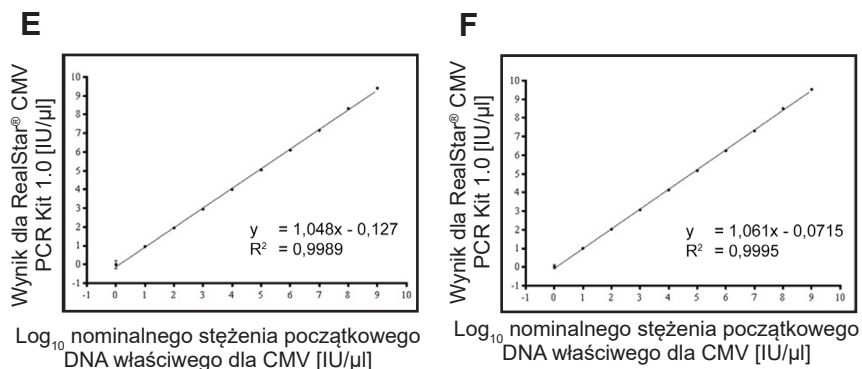 E
Wynik dla RealStar® CMV
PCR Kit 1.0 [IU/µl]
10
9
8
7
6
5
4
3
2
1
0
-1
-1 0 1 2 3 4 5 6 7 8 9 10
y = 1,048x - 0,127
R² = 0,9989
Log₁₀ nominalnego stężenia początkowego
DNA właściwego dla CMV [IU/µl]
F
Wynik dla RealStar® CMV
PCR Kit 1.0 [IU/µl]
10
9
8
7
6
5
4
3
2
1
0
-1
-1 0 1 2 3 4 5 6 7 8 9 10
y = 1,061x - 0,0715
R² = 0,9995
Log₁₀ nominalnego stężenia początkowego
DNA właściwego dla CMV [IU/µl]